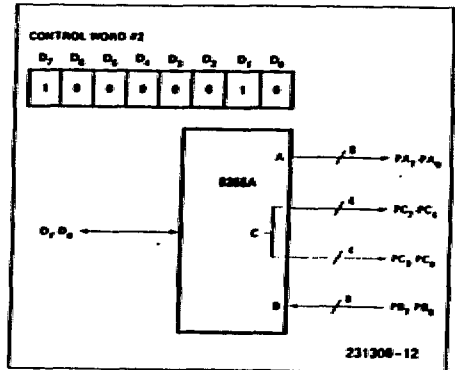 CONTROL WORD #2
D7 D6 D5 D4 D3 D2 D1 D0
1 0 0 0 0 0 1 0
8255A
A
8
PA7-PA0
4
PC7-PC4
C
D7-D0
4
PC3-PC0
B
8
PB7-PB0
231308-12